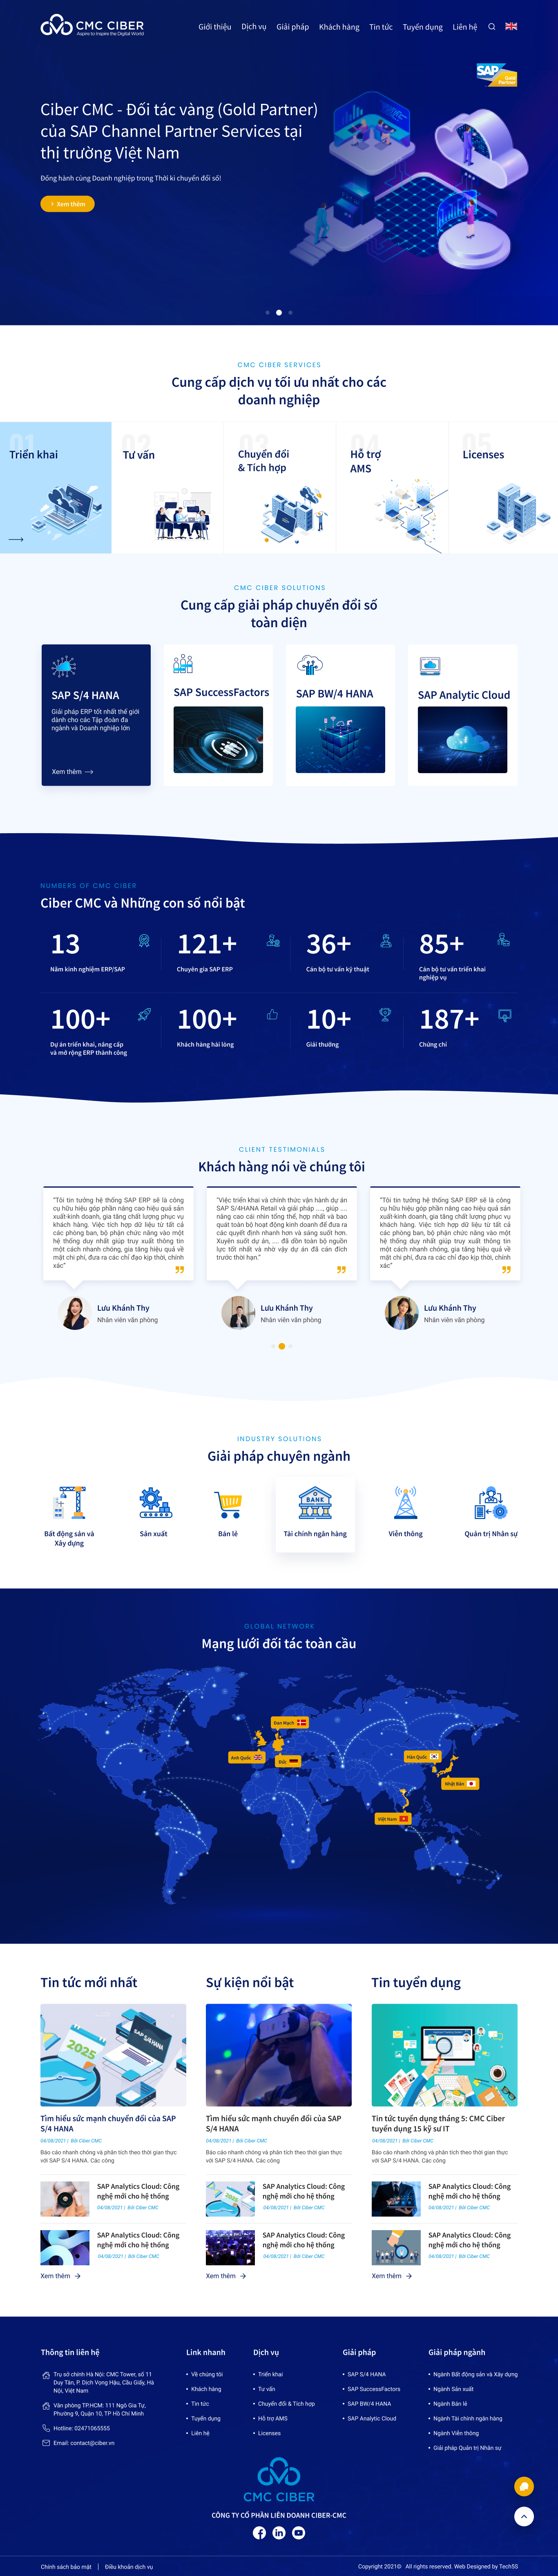 CMC CIBER
Aspire to Inspire the Digital World
Giới thiệu
Dịch vụ
Giải pháp
Khách hàng
Tin tức
Tuyển dụng
Liên hệ
SAP
Gold
Partner
Ciber CMC - Đối tác vàng (Gold Partner)
của SAP Channel Partner Services tại
thị trường Việt Nam
Đồng hành cùng Doanh nghiệp trong Thời kì chuyển đổi số!
Xem thêm
CMC CIBER SERVICES
Cung cấp dịch vụ tối ưu nhất cho các
doanh nghiệp
01
Triển khai
02
Tư vấn
03
Chuyển đổi
& Tích hợp
04
Hỗ trợ
AMS
05
Licenses
CMC CIBER SOLUTIONS
Cung cấp giải pháp chuyển đổi số
toàn diện
SAP S/4 HANA
Giải pháp ERP tốt nhất thế giới
dành cho các Tập đoàn đa
ngành và Doanh nghiệp lớn
Xem thêm
SAP SuccessFactors
SAP BW/4 HANA
SAP Analytic Cloud
NUMBERS OF CMC CIBER
Ciber CMC và Những con số nổi bật
13
Năm kinh nghiệm ERP/SAP
121+
Chuyên gia SAP ERP
36+
Cán bộ tư vấn kỹ thuật
85+
Cán bộ tư vấn triển khai
nghiệp vụ
100+
Dự án triển khai, nâng cấp
và mở rộng ERP thành công
100+
Khách hàng hài lòng
10+
Giải thưởng
187+
Chứng chỉ
CLIENT TESTIMONIALS
Khách hàng nói về chúng tôi
"Tôi tin tưởng hệ thống SAP ERP sẽ là công
cụ hữu hiệu góp phần nâng cao hiệu quả sản
xuất-kinh doanh, gia tăng chất lượng phục vụ
khách hàng. Việc tích hợp dữ liệu từ tất cả
các phòng ban, bộ phận chức năng vào một
hệ thống duy nhất giúp truy xuất thông tin
một cách nhanh chóng, gia tăng hiệu quả về
mặt chi phí, đưa ra các chỉ đạo kịp thời, chính
xác"
Lưu Khánh Thy
Nhân viên văn phòng
"Việc triển khai và chính thức vận hành dự án
SAP S/4HANA Retail và giải pháp ...., giúp ....
nâng cao cái nhìn tổng thể, hợp nhất và bao
quát toàn bộ hoạt động kinh doanh để đưa ra
các quyết định nhanh hơn và sáng suốt hơn.
Xuyên suốt dự án, .... đã dồn toàn bộ nguồn
lực tốt nhất và nhờ vậy dự án đã cán đích
trước thời hạn."
Lưu Khánh Thy
Nhân viên văn phòng
"Tôi tin tưởng hệ thống SAP ERP sẽ là công
cụ hữu hiệu góp phần nâng cao hiệu quả sản
xuất-kinh doanh, gia tăng chất lượng phục vụ
khách hàng. Việc tích hợp dữ liệu từ tất cả
các phòng ban, bộ phận chức năng vào một
hệ thống duy nhất giúp truy xuất thông tin
một cách nhanh chóng, gia tăng hiệu quả về
mặt chi phí, đưa ra các chỉ đạo kịp thời, chính
xác"
Lưu Khánh Thy
Nhân viên văn phòng
INDUSTRY SOLUTIONS
Giải pháp chuyên ngành
Bất động sản và
Xây dựng
Sản xuất
Bán lẻ
BANK
Tài chính ngân hàng
Viễn thông
Quản trị Nhân sự
GLOBAL NETWORK
Mạng lưới đối tác toàn cầu
Đan Mạch
Anh Quốc
Đức
Hàn Quốc
Nhật Bản
Việt Nam
Tin tức mới nhất
2025
SAP S/4 HANA
Tìm hiểu sức mạnh chuyển đổi của SAP
S/4 HANA
04/08/2021 | Bởi Ciber CMC
Báo cáo nhanh chóng và phân tích theo thời gian thực
với SAP S/4 HANA. Các công
SAP Analytics Cloud: Công
nghệ mới cho hệ thống
04/08/2021 | Bởi Ciber CMC
SAP Analytics Cloud: Công
nghệ mới cho hệ thống
04/08/2021 | Bởi Ciber CMC
Xem thêm
Sự kiện nổi bật
Tìm hiểu sức mạnh chuyển đổi của SAP
S/4 HANA
04/08/2021 | Bởi Ciber CMC
Báo cáo nhanh chóng và phân tích theo thời gian thực
với SAP S/4 HANA. Các công
SAP Analytics Cloud: Công
nghệ mới cho hệ thống
04/08/2021 | Bởi Ciber CMC
SAP Analytics Cloud: Công
nghệ mới cho hệ thống
04/08/2021 | Bởi Ciber CMC
Xem thêm
Tin tuyển dụng
Tin tức tuyển dụng tháng 5: CMC Ciber
tuyển dụng 15 kỹ sư IT
04/08/2021 | Bởi Ciber CMC
Báo cáo nhanh chóng và phân tích theo thời gian thực
với SAP S/4 HANA. Các công
SAP Analytics Cloud: Công
nghệ mới cho hệ thống
04/08/2021 | Bởi Ciber CMC
SAP Analytics Cloud: Công
nghệ mới cho hệ thống
04/08/2021 | Bởi Ciber CMC
Xem thêm
Thông tin liên hệ
Trụ sở chính Hà Nội: CMC Tower, số 11
Duy Tân, P. Dịch Vọng Hậu, Cầu Giấy, Hà
Nội, Việt Nam
Văn phòng TP.HCM: 111 Ngô Gia Tự,
Phường 9, Quận 10, TP Hồ Chí Minh
Hotline: 02471065555
Email: contact@ciber.vn
Link nhanh
Về chúng tôi
Khách hàng
Tin tức
Tuyển dụng
Liên hệ
Dịch vụ
Triển khai
Tư vấn
Chuyển đổi & Tích hợp
Hỗ trợ AMS
Licenses
Giải pháp
SAP S/4 HANA
SAP SuccessFactors
SAP BW/4 HANA
SAP Analytic Cloud
Giải pháp ngành
Ngành Bất động sản và Xây dựng
Ngành Sản xuất
Ngành Bán lẻ
Ngành Tài chính ngân hàng
Ngành Viễn thông
Giải pháp Quản trị Nhân sự
CMC CIBER
CÔNG TY CỔ PHẦN LIÊN DOANH CIBER-CMC
Chính sách bảo mật | Điều khoản dịch vụ
Copyright 2021© All rights reserved. Web Designed by Tech5S